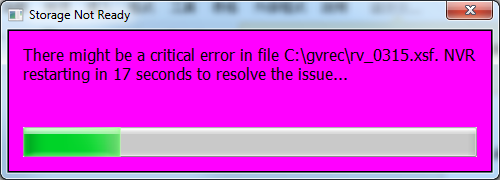 Storage Not Ready
There might be a critical error in file C:\gvrec\rv_0315.xsf. NVR
restarting in 17 seconds to resolve the issue...